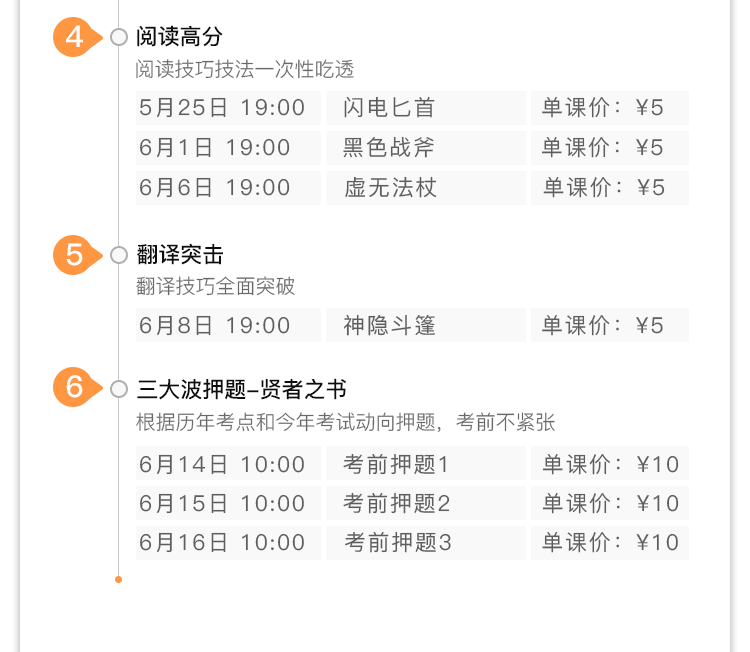 4 阅读高分
阅读技巧技法一次性吃透
5月25日 19:00 闪电匕首 单课价：¥5
6月1日 19:00 黑色战斧 单课价：¥5
6月6日 19:00 虚无法杖 单课价：¥5
5 翻译突击
翻译技巧全面突破
6月8日 19:00 神隐斗篷 单课价：¥5
6 三大波押题-贤者之书
根据历年考点和今年考试动向押题，考前不紧张
6月14日 10:00 考前押题1 单课价：¥10
6月15日 10:00 考前押题2 单课价：¥10
6月16日 10:00 考前押题3 单课价：¥10